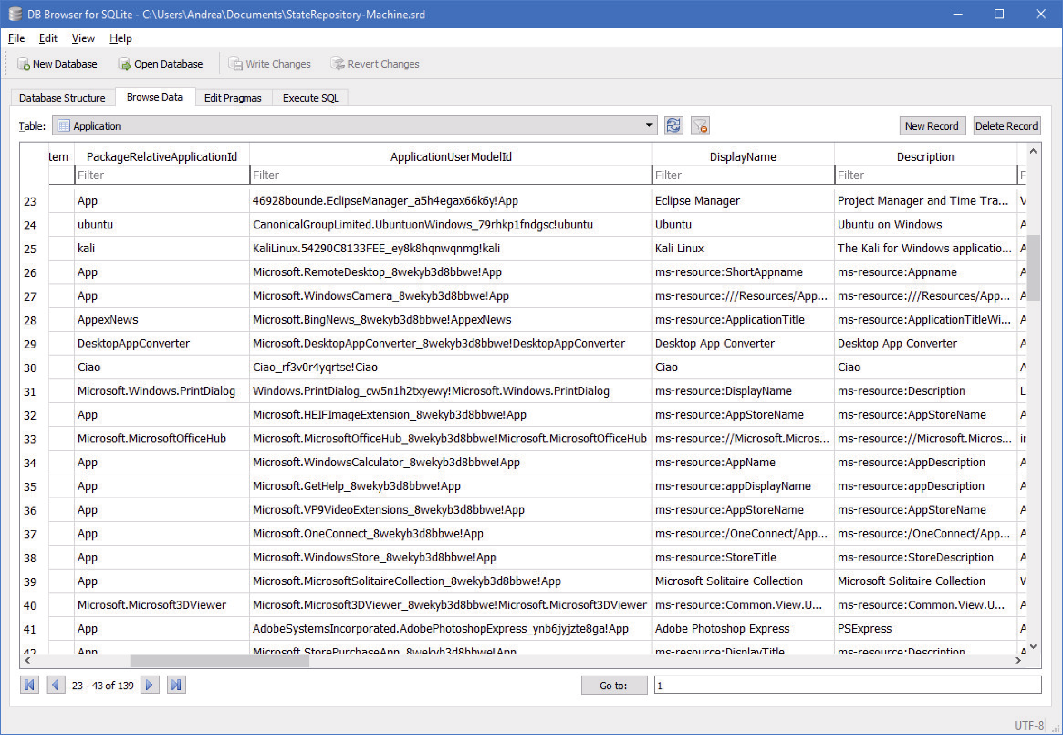 DB Browser for SQLite - C:\Users\Andrea\Documents\StateRepository-Machine.srd
File Edit View Help
New Database Open Database Write Changes Revert Changes
Database Structure Browse Data Edit Pragmas Execute SQL
Table: Application New Record Delete Record
tem PackageRelativeApplicationId ApplicationUserModelId DisplayName Description
Filter Filter Filter Filter F
23 App 46928bounde.EclipseManager_a5h4egax66k6y!App Eclipse Manager Project Manager and Time Tra... V
24 ubuntu CanonicalGroupLimited.UbuntuonWindows_79rhkp1fndgsc!ubuntu Ubuntu Ubuntu on Windows A
25 kali KaliLinux.54290C8133FEE_ey8k8hqnwqnmg!kali Kali Linux The Kali for Windows applicatio... A
26 App Microsoft.RemoteDesktop_8wekyb3d8bbwe!App ms-resource:ShortAppname ms-resource:Appname A
27 App Microsoft.WindowsCamera_8wekyb3d8bbwe!App ms-resource:///Resources/App... ms-resource:///Resources/App... A
28 AppexNews Microsoft.BingNews_8wekyb3d8bbwe!AppexNews ms-resource:ApplicationTitle ms-resource:ApplicationTitleWi... A
29 DesktopAppConverter Microsoft.DesktopAppConverter_8wekyb3d8bbwe!DesktopAppConverter Desktop App Converter Desktop App Converter A
30 Ciao Ciao_rf3v0r4yqrtse!Ciao Ciao Ciao A
31 Microsoft.Windows.PrintDialog Windows.PrintDialog_cw5n1h2txyewy!Microsoft.Windows.PrintDialog ms-resource:DisplayName ms-resource:Description L
32 App Microsoft.HEIFImageExtension_8wekyb3d8bbwe!App ms-resource:AppStoreName ms-resource:AppStoreName A
33 Microsoft.MicrosoftOfficeHub Microsoft.MicrosoftOfficeHub_8wekyb3d8bbwe!Microsoft.MicrosoftOfficeHub ms-resource://Microsoft.Micros... ms-resource://Microsoft.Micros... in
34 App Microsoft.WindowsCalculator_8wekyb3d8bbwe!App ms-resource:AppName ms-resource:AppDescription A
35 App Microsoft.GetHelp_8wekyb3d8bbwe!App ms-resource:appDisplayName ms-resource:appDescription A
36 App Microsoft.VP9VideoExtensions_8wekyb3d8bbwe!App ms-resource:AppStoreName ms-resource:AppStoreName A
37 App Microsoft.OneConnect_8wekyb3d8bbwe!App ms-resource:/OneConnect/App... ms-resource:/OneConnect/App... A
38 App Microsoft.WindowsStore_8wekyb3d8bbwe!App ms-resource:StoreTitle ms-resource:StoreDescription A
39 App Microsoft.MicrosoftSolitaireCollection_8wekyb3d8bbwe!App Microsoft Solitaire Collection Microsoft Solitaire Collection V
40 Microsoft.Microsoft3DViewer Microsoft.Microsoft3DViewer_8wekyb3d8bbwe!Microsoft.Microsoft3DViewer ms-resource:Common.View.U... ms-resource:Common.View.U... A
41 App AdobeSystemsIncorporated.AdobePhotoshopExpress_ynb6jyjzte8ga!App Adobe Photoshop Express PSExpress A
42 App Microsoft.StorePurchaseApp_8wekyb3d8bbwe!App ms-resource:DisplayTitle ms-resource:Description A
23 - 43 of 139 Go to: 1
UTF-8